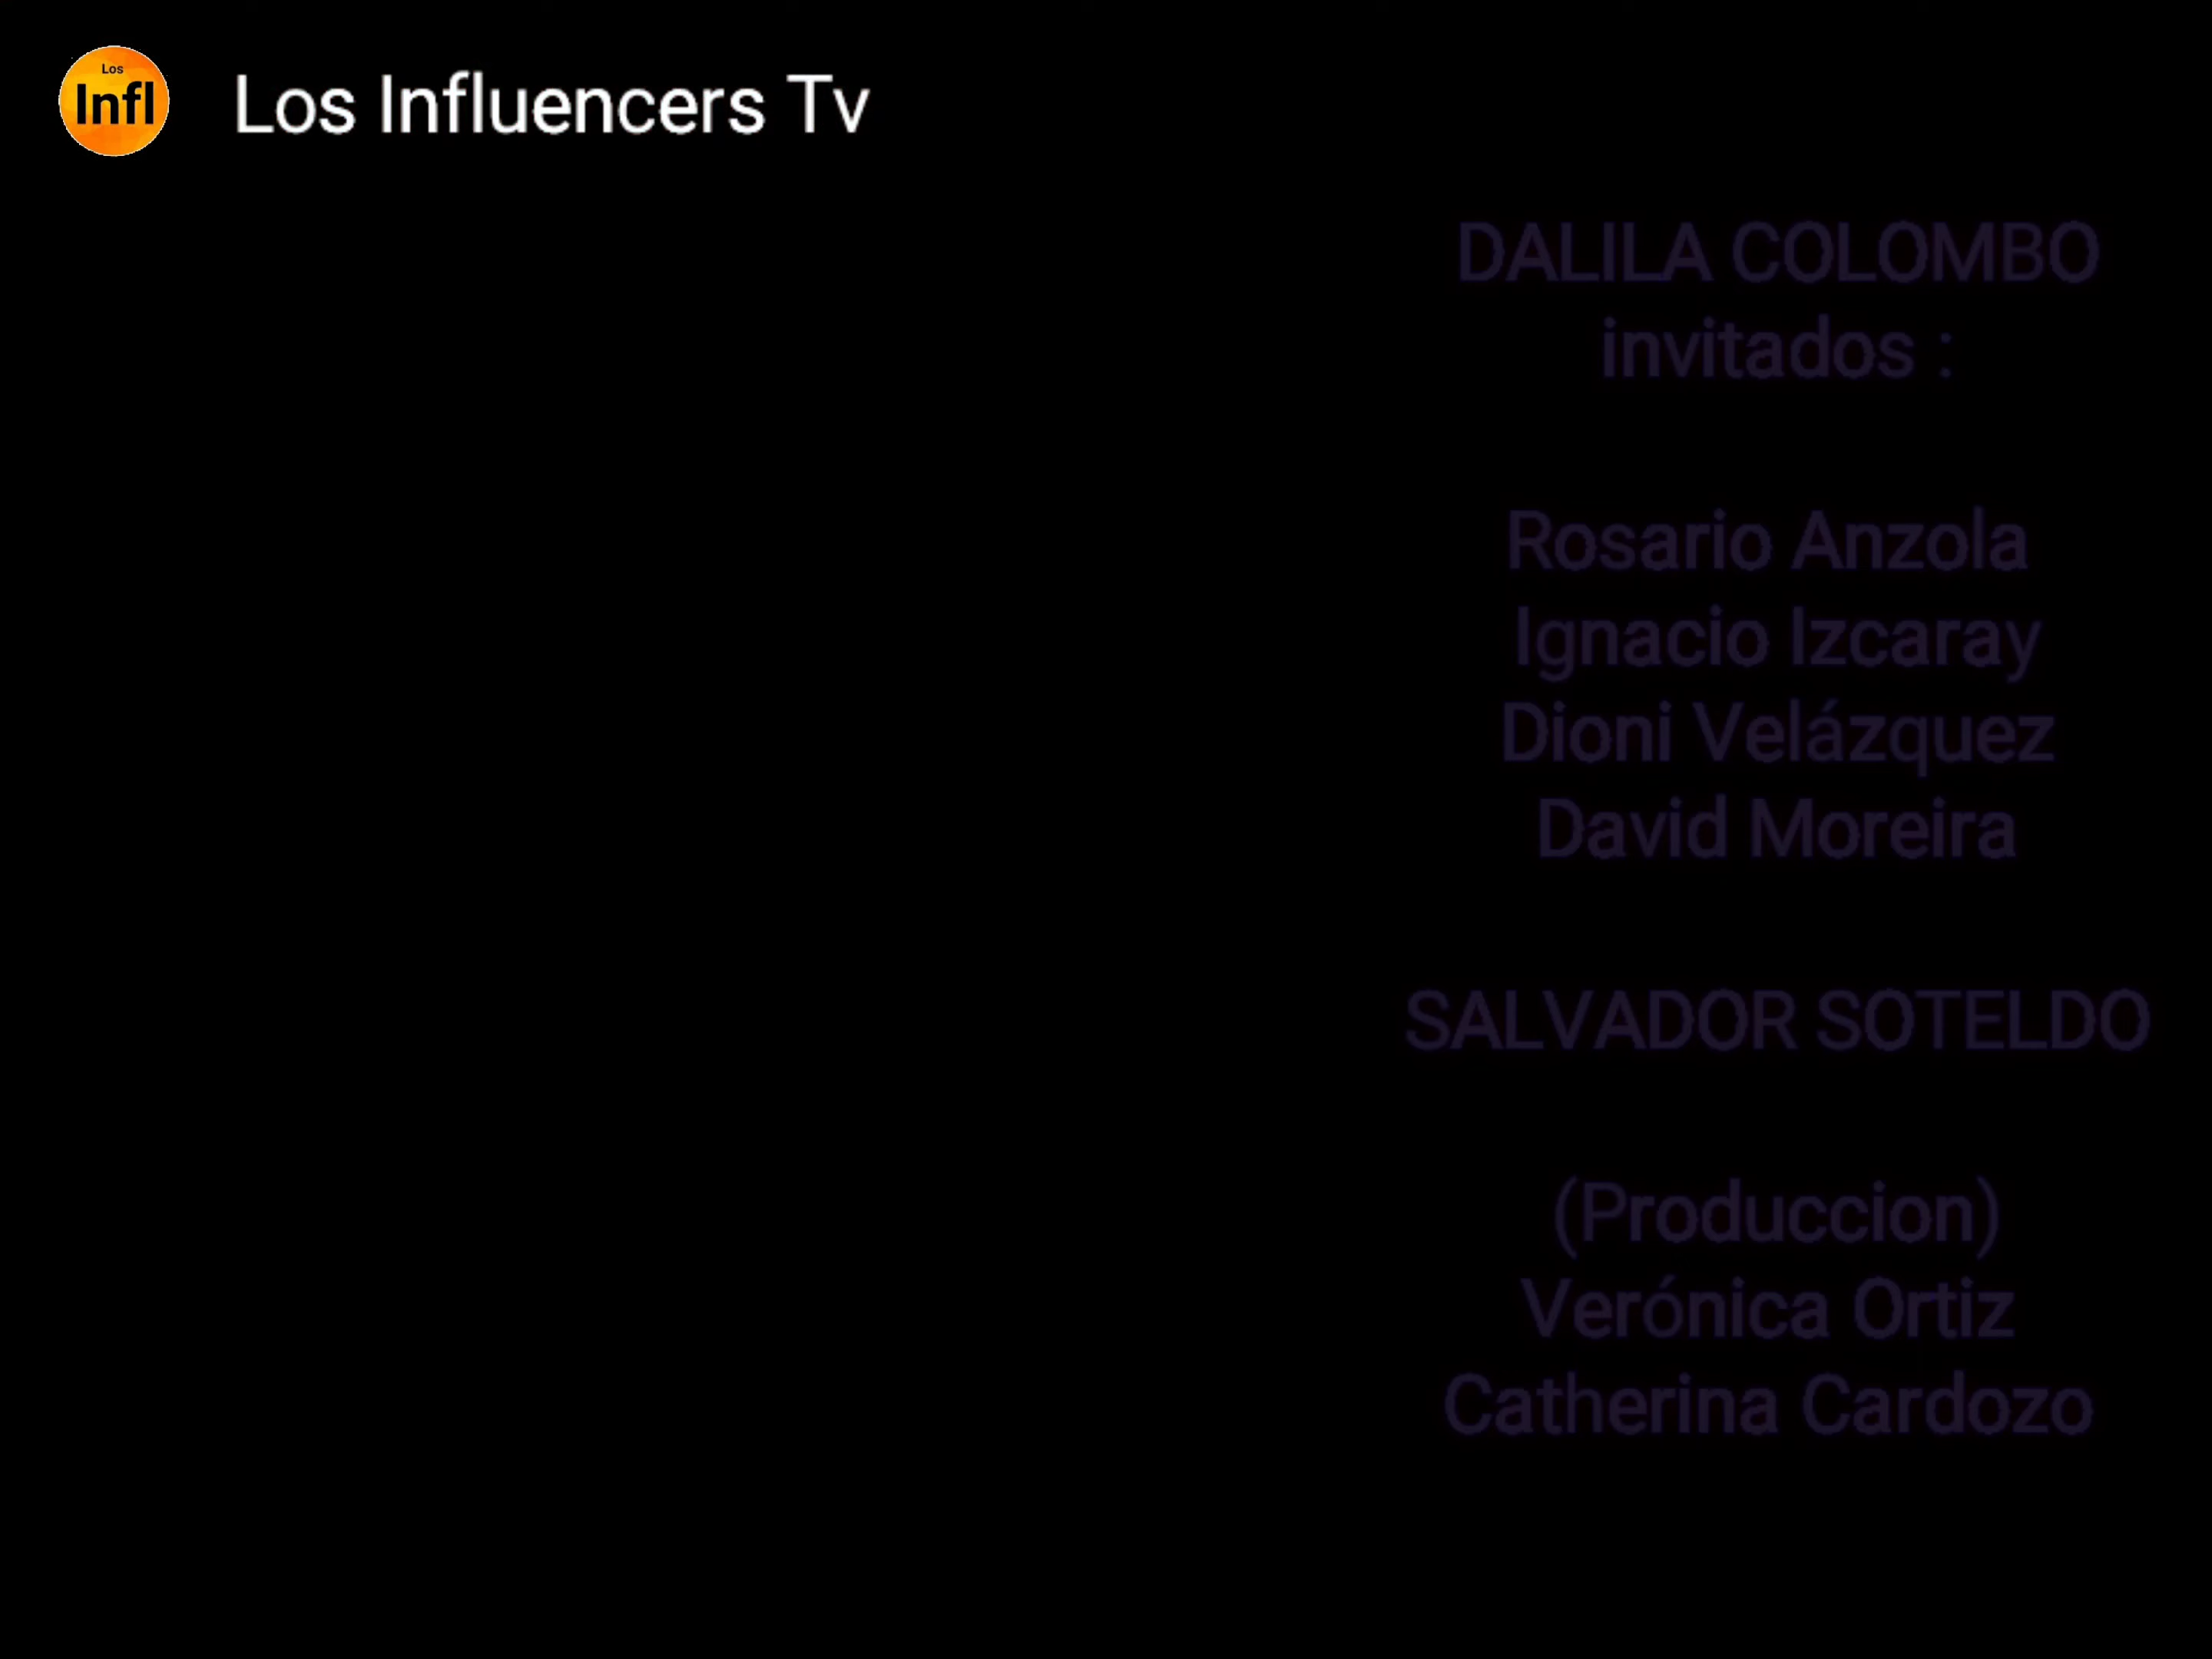 Los
Infl
Los Influencers Tv
DALILA COLOMBO
invitados :
Rosario Anzola
Ignacio Izcaray
Dioni Velázquez
David Moreira
SALVADOR SOTELDO
(Produccion)
Verónica Ortiz
Catherina Cardozo